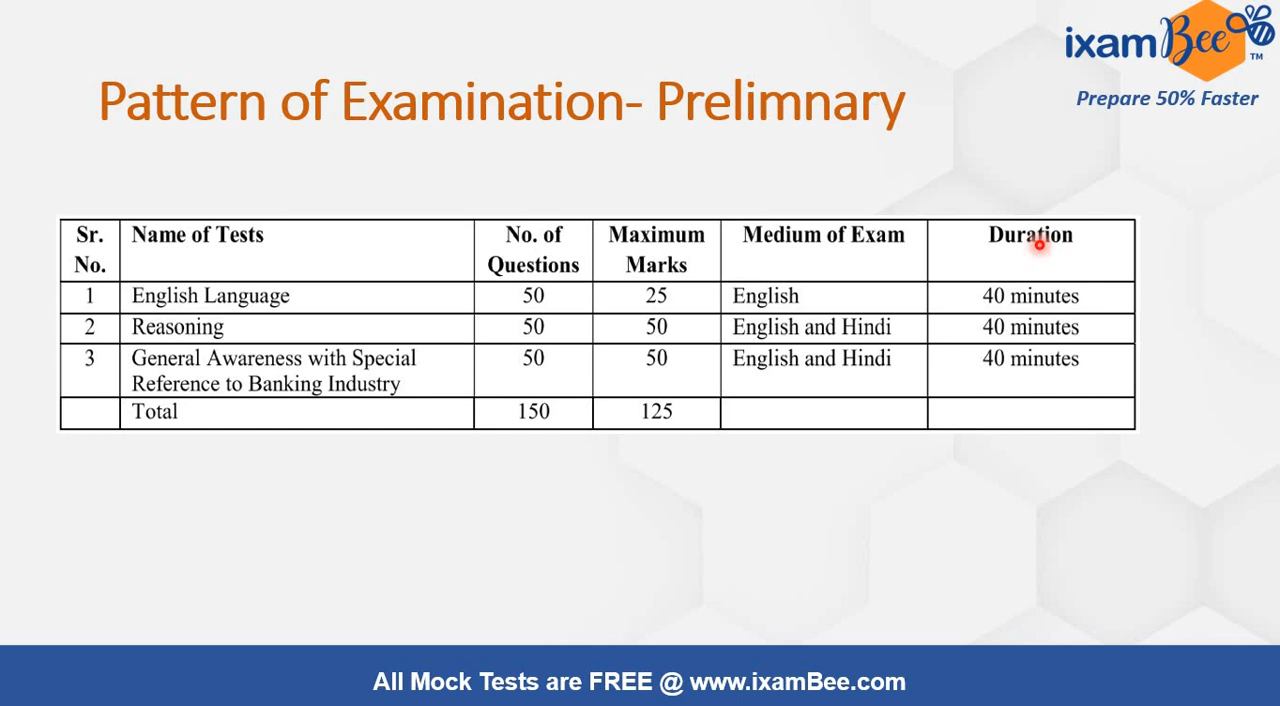 ixamBee TM
Prepare 50% Faster
Pattern of Examination- Prelimnary
Sr. No. Name of Tests No. of Questions Maximum Marks Medium of Exam Duration
1 English Language 50 25 English 40 minutes
2 Reasoning 50 50 English and Hindi 40 minutes
3 General Awareness with Special 50 50 English and Hindi 40 minutes
Reference to Banking Industry
Total 150 125
All Mock Tests are FREE @ www.ixamBee.com